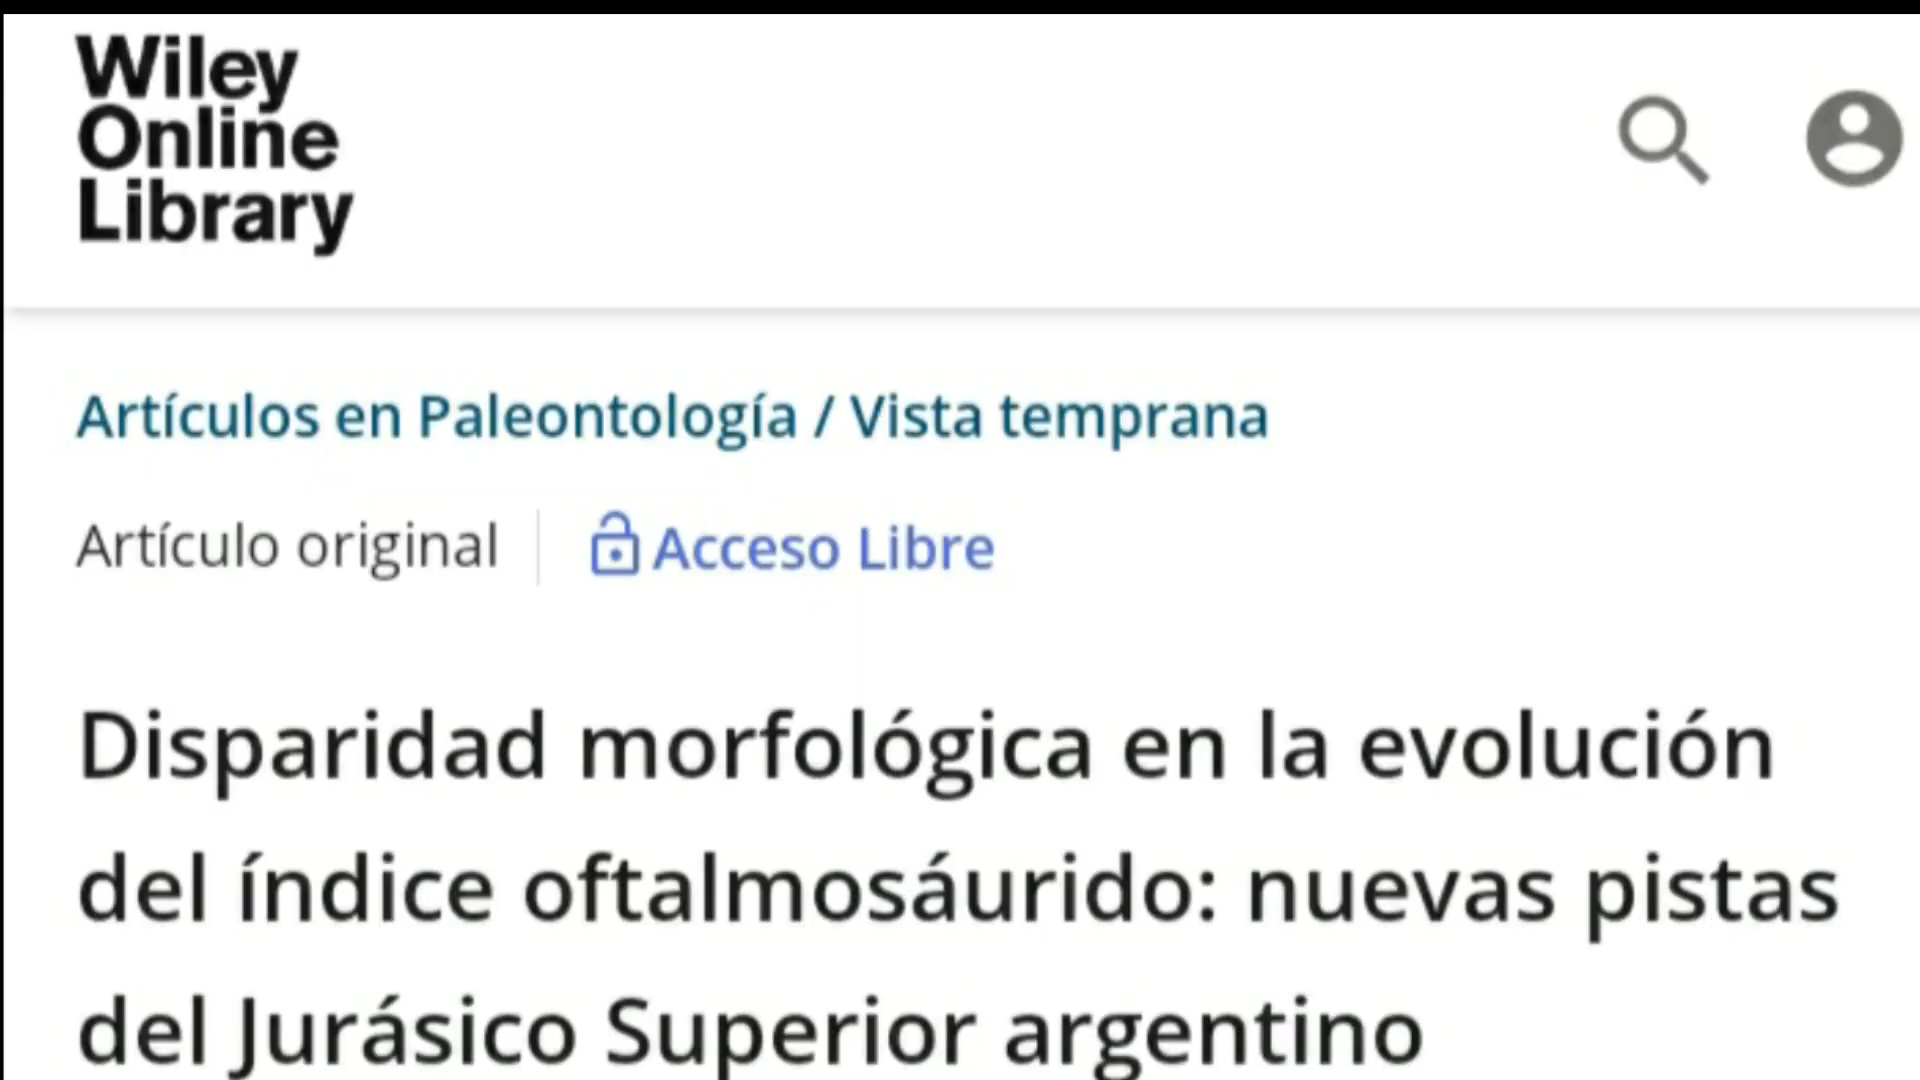 Wiley
Online
Library
Artículos en Paleontología / Vista temprana
Artículo original
Acceso Libre
Disparidad morfológica en la evolución
del índice oftalmosáurido: nuevas pistas
del Jurásico Superior argentino